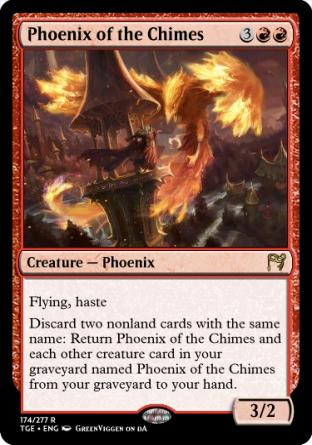 Phoenix of the Chimes 3
Creature — Phoenix
Flying, haste
Discard two nonland cards with the same
name: Return Phoenix of the Chimes and
each other creature card in your
graveyard named Phoenix of the Chimes
from your graveyard to your hand.
174/277 R
TGE • ENG GREENVIGGEN ON DA
3/2